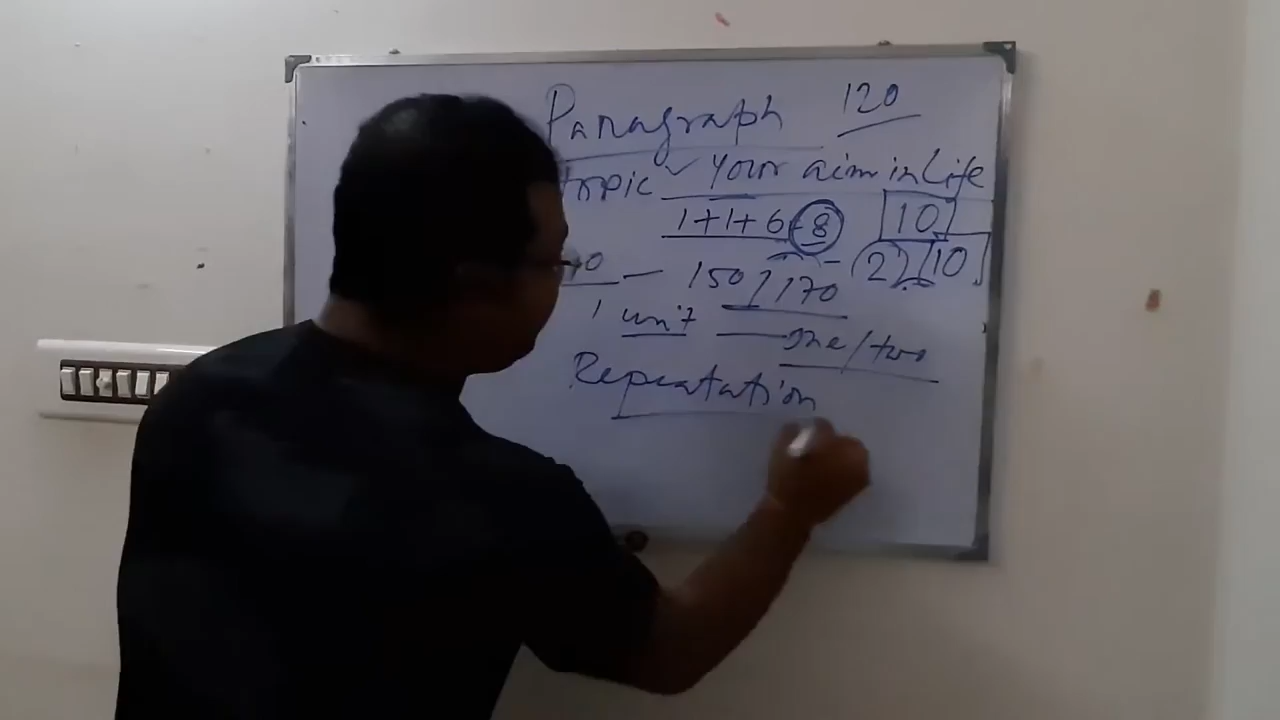 Paragraph 120
topic ✓ Your aim in Life
1+1+6+8 10
2 10
0 — 150 / 170
1 unit — one/two
Repeatation